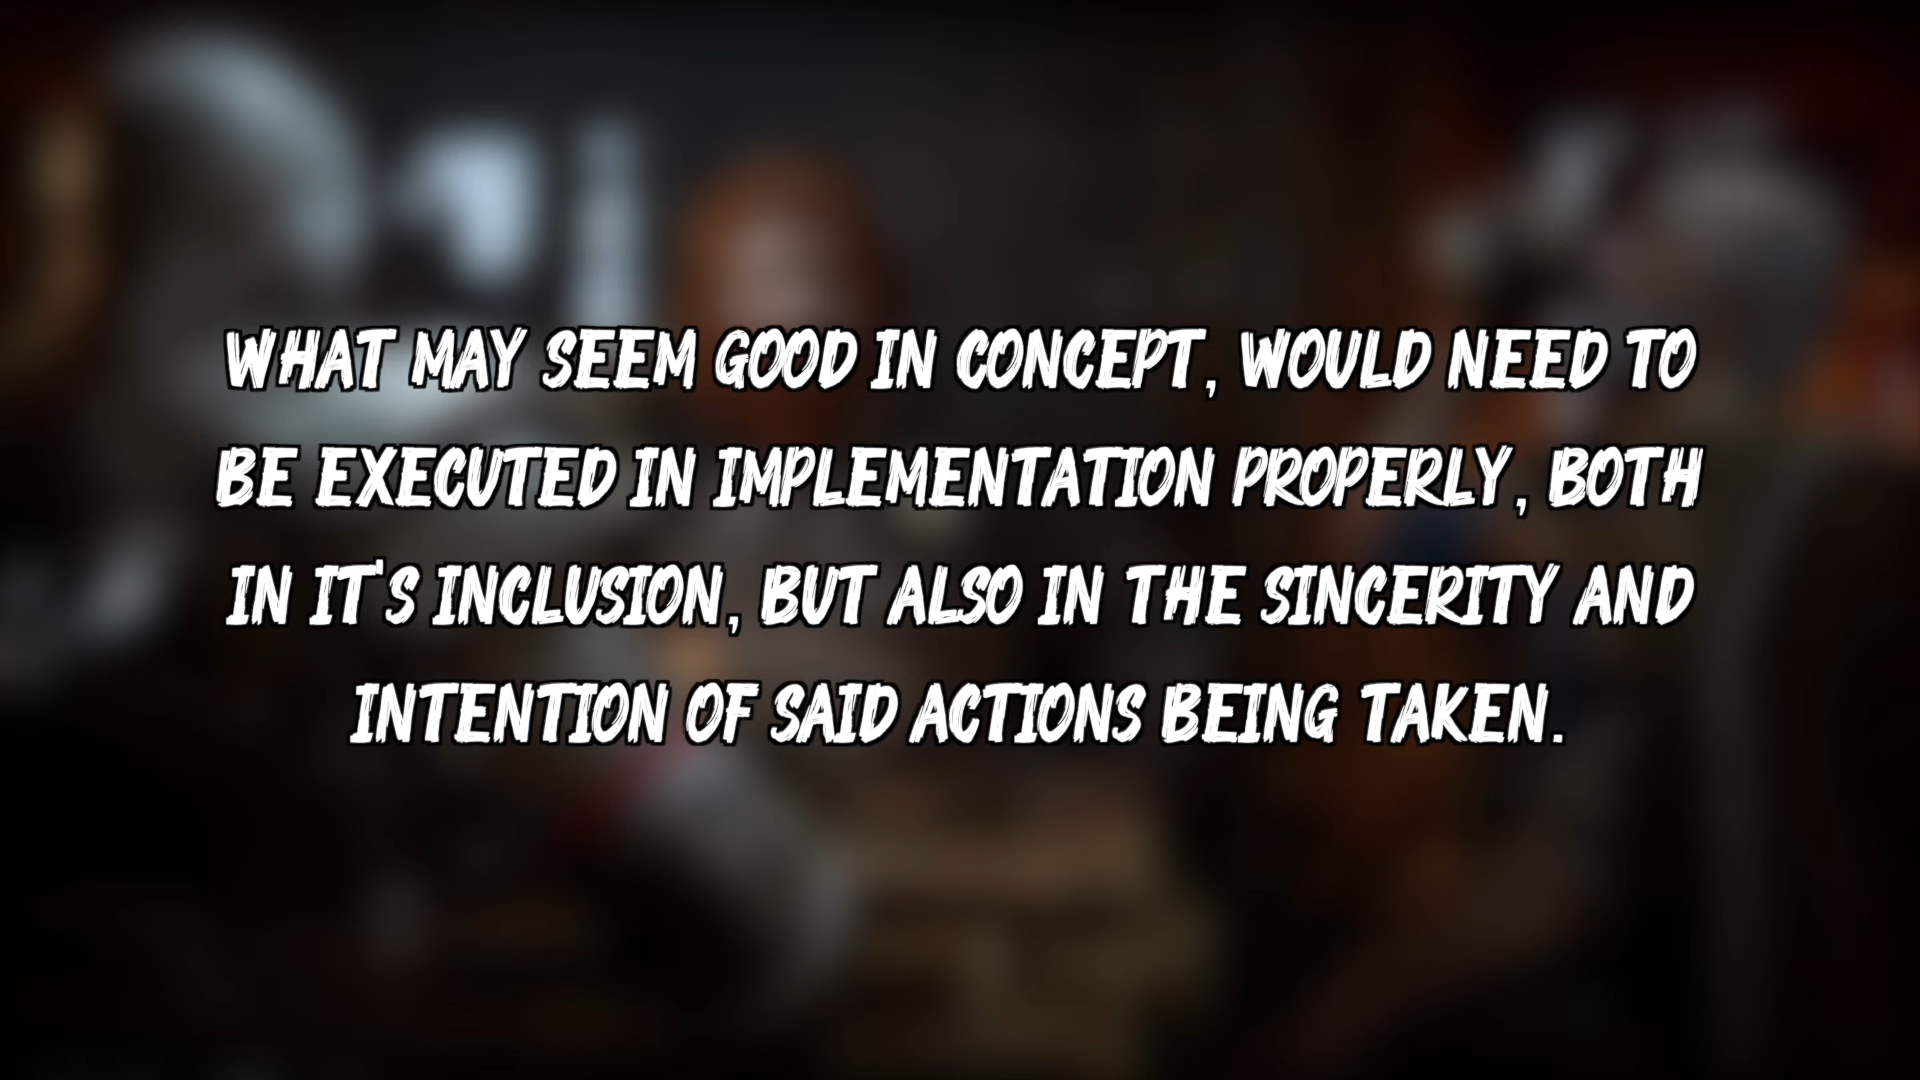 WHAT MAY SEEM GOOD IN CONCEPT, WOULD NEED TO
BE EXECUTED IN IMPLEMENTATION PROPERLY, BOTH
IN IT'S INCLUSION, BUT ALSO IN THE SINCERITY AND
INTENTION OF SAID ACTIONS BEING TAKEN.